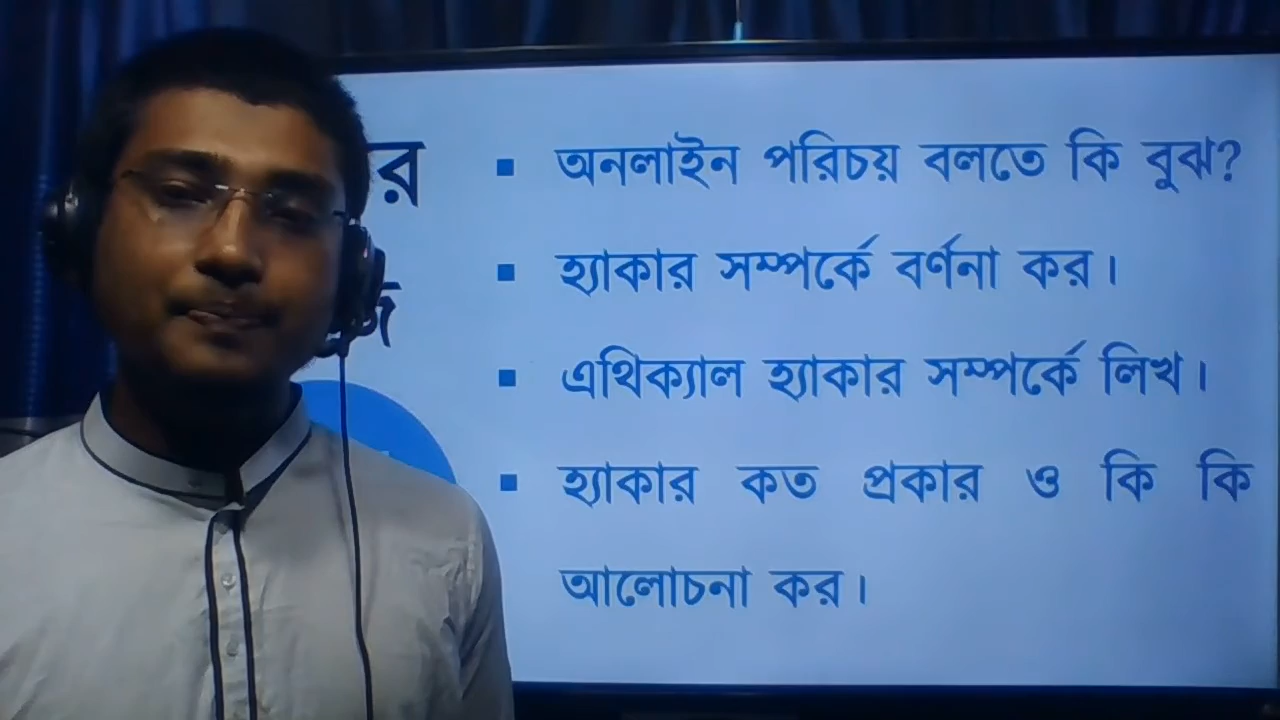 অনলাইন পরিচয় বলতে কি বুঝ?
হ্যাকার সম্পর্কে বর্ণনা কর।
এথিক্যাল হ্যাকার সম্পর্কে লিখ।
হ্যাকার কত প্রকার ও কি কি
আলোচনা কর।